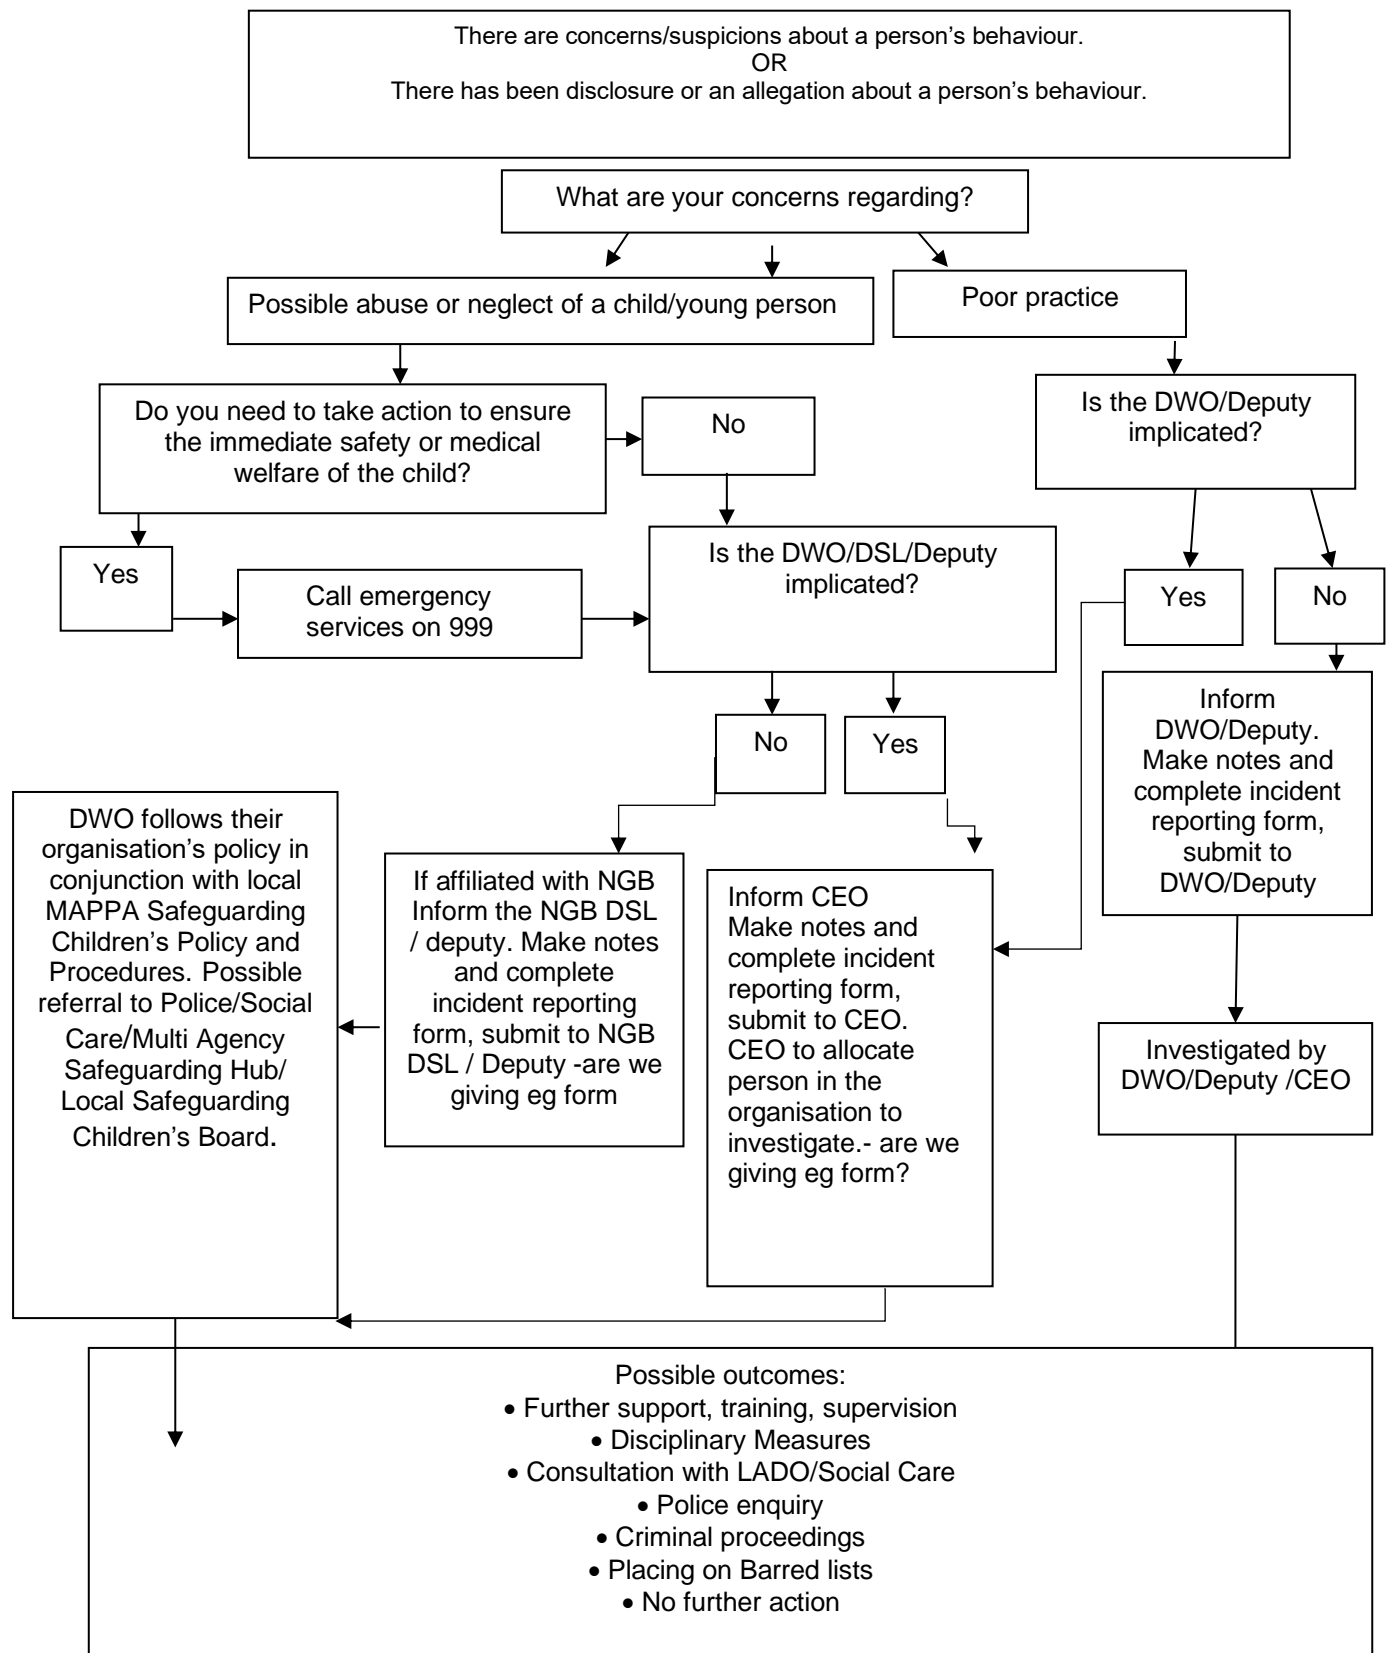 There are concerns/suspicions about a person’s behaviour.
OR
There has been disclosure or an allegation about a person’s behaviour.
What are your concerns regarding?
Possible abuse or neglect of a child/young person
Poor practice
Do you need to take action to ensure
the immediate safety or medical
welfare of the child?
No
Is the DWO/Deputy
implicated?
Yes
Call emergency
services on 999
Is the DWO/DSL/Deputy
implicated?
Yes
No
No
Yes
Inform
DWO/Deputy.
Make notes and
complete incident
reporting form,
submit to
DWO/Deputy
DWO follows their
organisation’s policy in
conjunction with local
MAPPA Safeguarding
Children’s Policy and
Procedures. Possible
referral to Police/Social
Care/Multi Agency
Safeguarding Hub/
Local Safeguarding
Children’s Board.
If affiliated with NGB
Inform the NGB DSL
/ deputy. Make notes
and complete
incident reporting
form, submit to NGB
DSL / Deputy -are we
giving eg form
Inform CEO
Make notes and
complete incident
reporting form,
submit to CEO.
CEO to allocate
person in the
organisation to
investigate.- are we
giving eg form?
Investigated by
DWO/Deputy /CEO
Possible outcomes:
• Further support, training, supervision
• Disciplinary Measures
• Consultation with LADO/Social Care
• Police enquiry
• Criminal proceedings
• Placing on Barred lists
• No further action